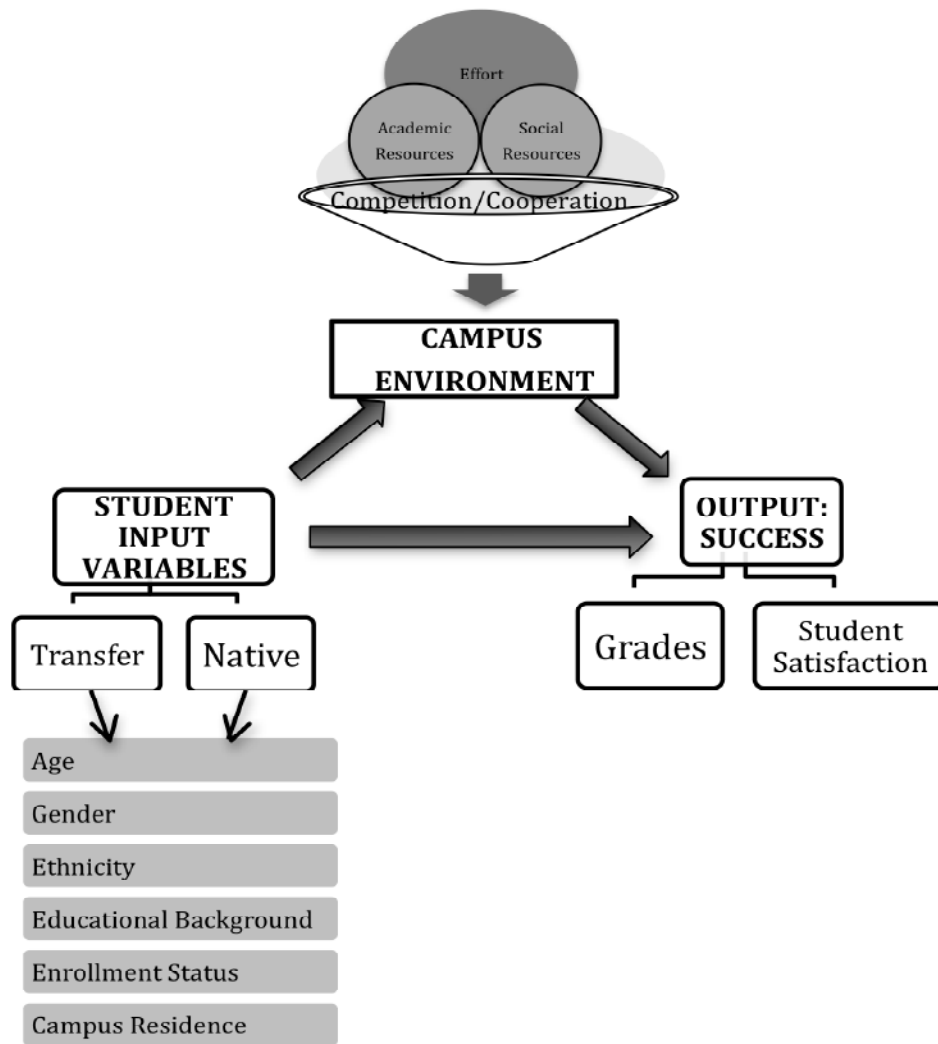 Effort
Academic
Resources
Social
Resources
Competition/Cooperation
CAMPUS
ENVIRONMENT
STUDENT
INPUT
VARIABLES
OUTPUT:
SUCCESS
Transfer
Native
Grades
Student
Satisfaction
Age
Gender
Ethnicity
Educational Background
Enrollment Status
Campus Residence